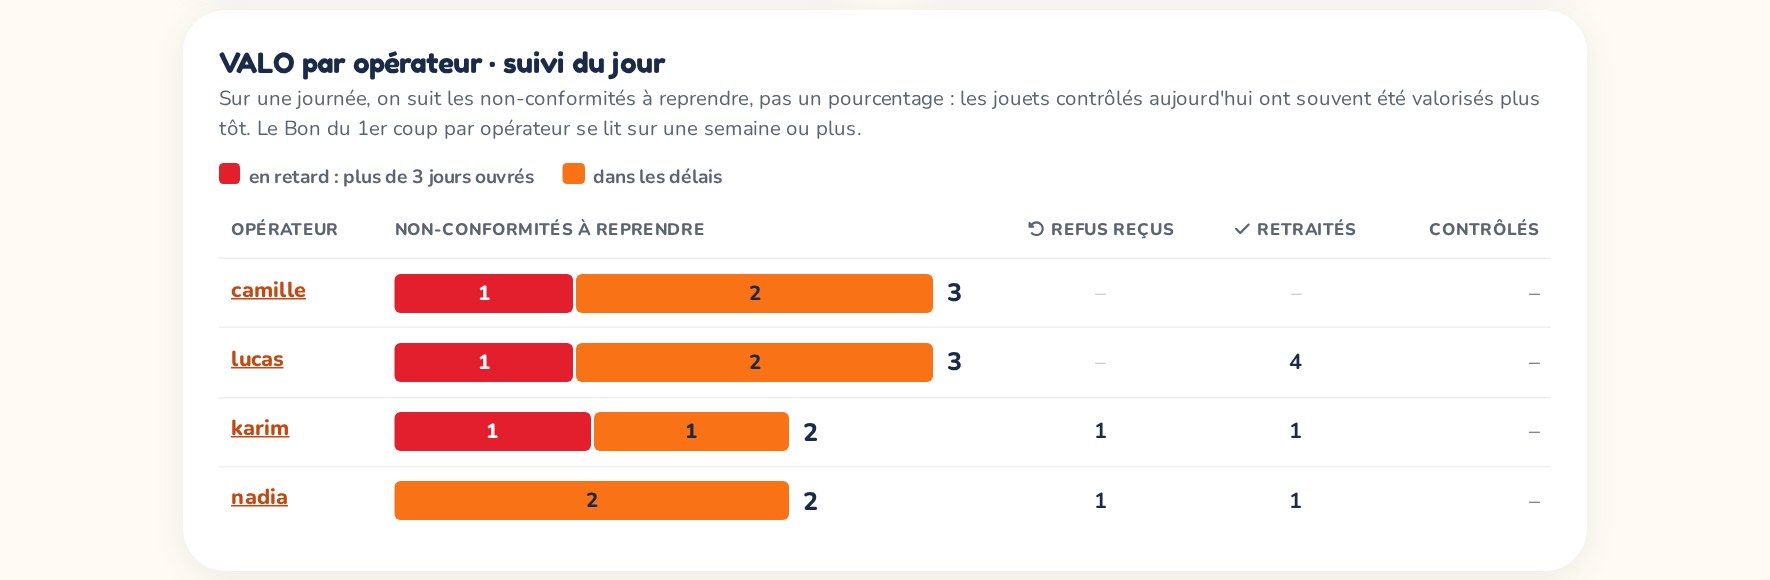 VALO par opérateur · suivi du jour
Sur une journée, on suit les non-conformités à reprendre, pas un pourcentage : les jouets contrôlés aujourd'hui ont souvent été valorisés plus
tôt. Le Bon du 1er coup par opérateur se lit sur une semaine ou plus.
en retard : plus de 3 jours ouvrés dans les délais
OPÉRATEUR NON-CONFORMITÉS À REPRENDRE REFUS REÇUS RETRAITÉS CONTRÔLÉS
camille 1 2 3 – – –
lucas 1 2 3 – 4 –
karim 1 1 2 1 1 –
nadia 2 2 1 1 –